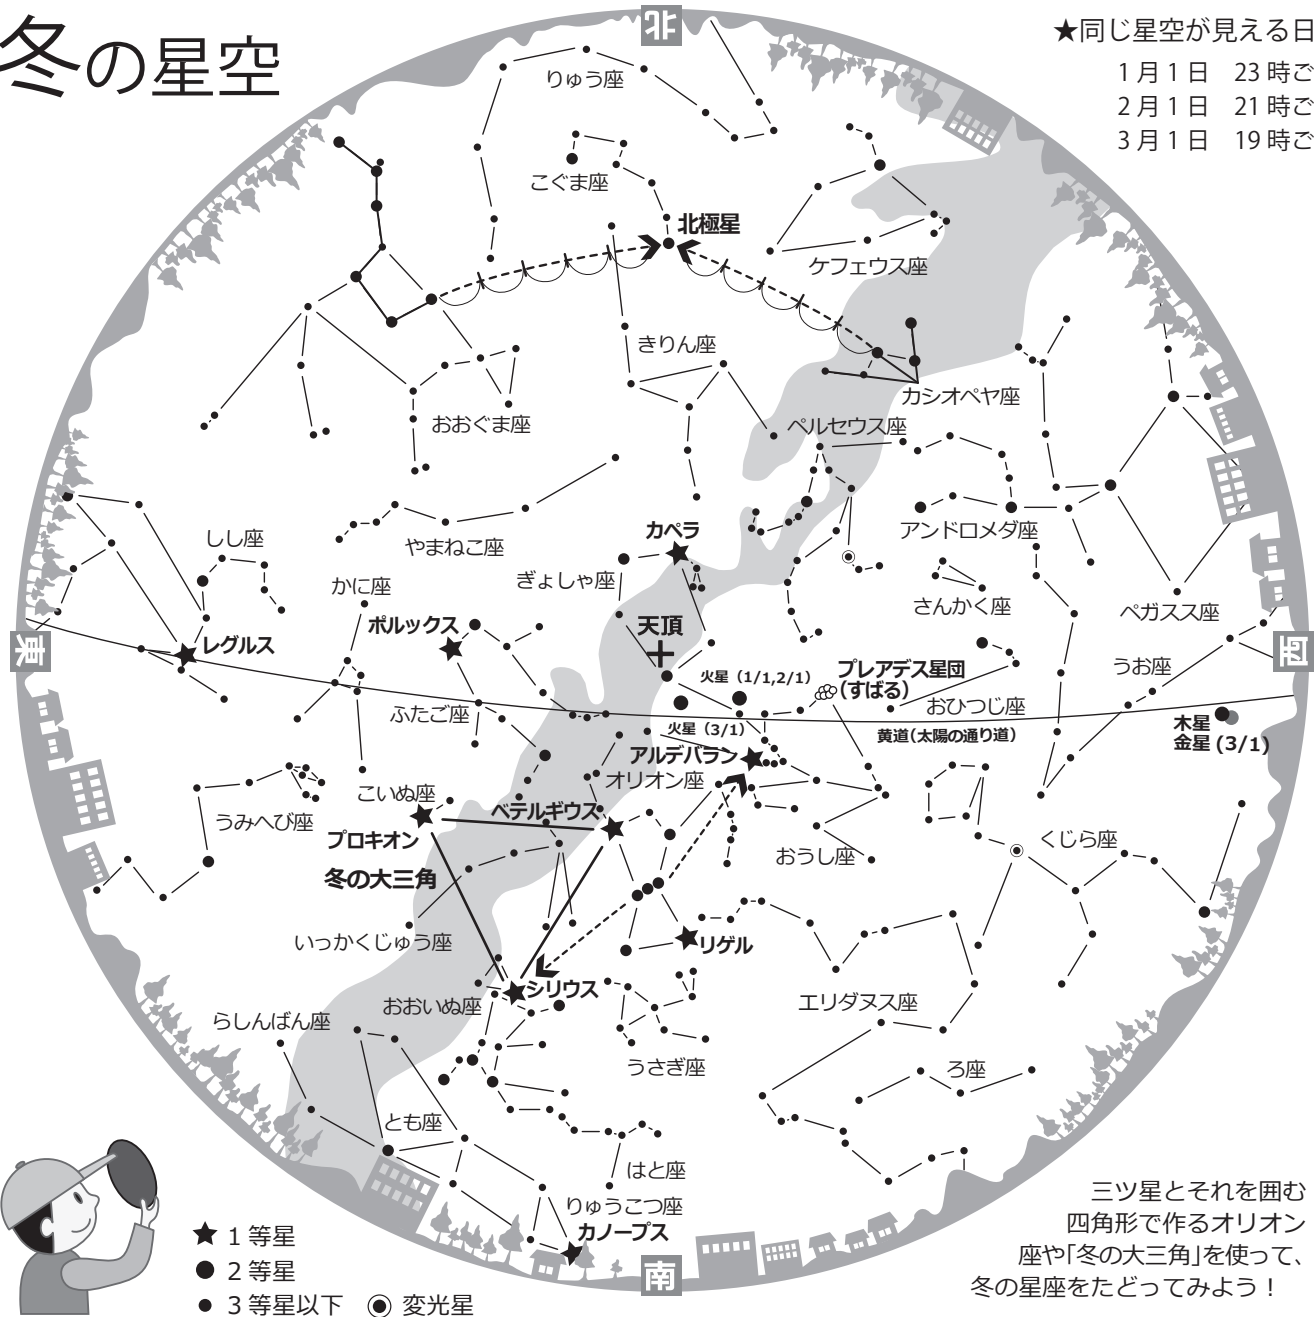 冬の星空
★同じ星空が見える日
1月1日 23時ご
2月1日 21時ご
3月1日 19時ご
北
りゅう座
こぐま座
北極星
ケフェウス座
きりん座
カシオペヤ座
おおぐま座
ペルセウス座
しし座
やまねこ座
カペラ
アンドロメダ座
かに座
ぎょしゃ座
さんかく座
ペガスス座
東
レグルス
ポルックス
天頂
西
火星(1/1,2/1)
プレアデス星団
(すばる)
うお座
ふたご座
火星(3/1)
おひつじ座
黄道(太陽の通り道)
木星
金星(3/1)
アルデバラン
オリオン座
こいぬ座
ベテルギウス
うみへび座
プロキオン
おうし座
くじら座
冬の大三角
いっかくじゅう座
リゲル
シリウス
おおいぬ座
エリダヌス座
らしんばん座
うさぎ座
ろ座
とも座
はと座
りゅうこつ座
カノープス
南
★ 1等星
● 2等星
● 3等星以下 ◉ 変光星
三ツ星とそれを囲む
四角形で作るオリオン
座や「冬の大三角」を使って、
冬の星座をたどってみよう！